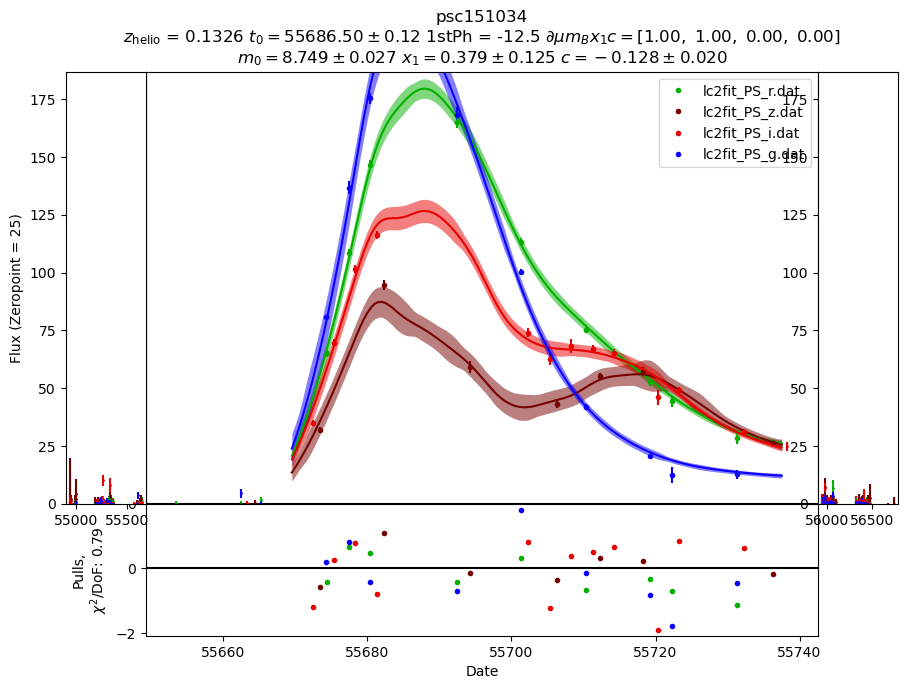 psc151034
z_helio = 0.1326 t_0 = 55686.50 ± 0.12 1stPh = -12.5 ∂μm_Bx_1c = [1.00, 1.00, 0.00, 0.00]
m_0 = 8.749 ± 0.027 x_1 = 0.379 ± 0.125 c = −0.128 ± 0.020
lc2fit_PS_r.dat
lc2fit_PS_z.dat
lc2fit_PS_i.dat
lc2fit_PS_g.dat
Flux (Zeropoint = 25)
175
150
125
100
75
50
25
0
175
150
125
100
75
50
25
0
55000 55500
56000 56500
Pulls,
χ²/DoF: 0.79
0
−2
55660 55680 55700 55720 55740
Date